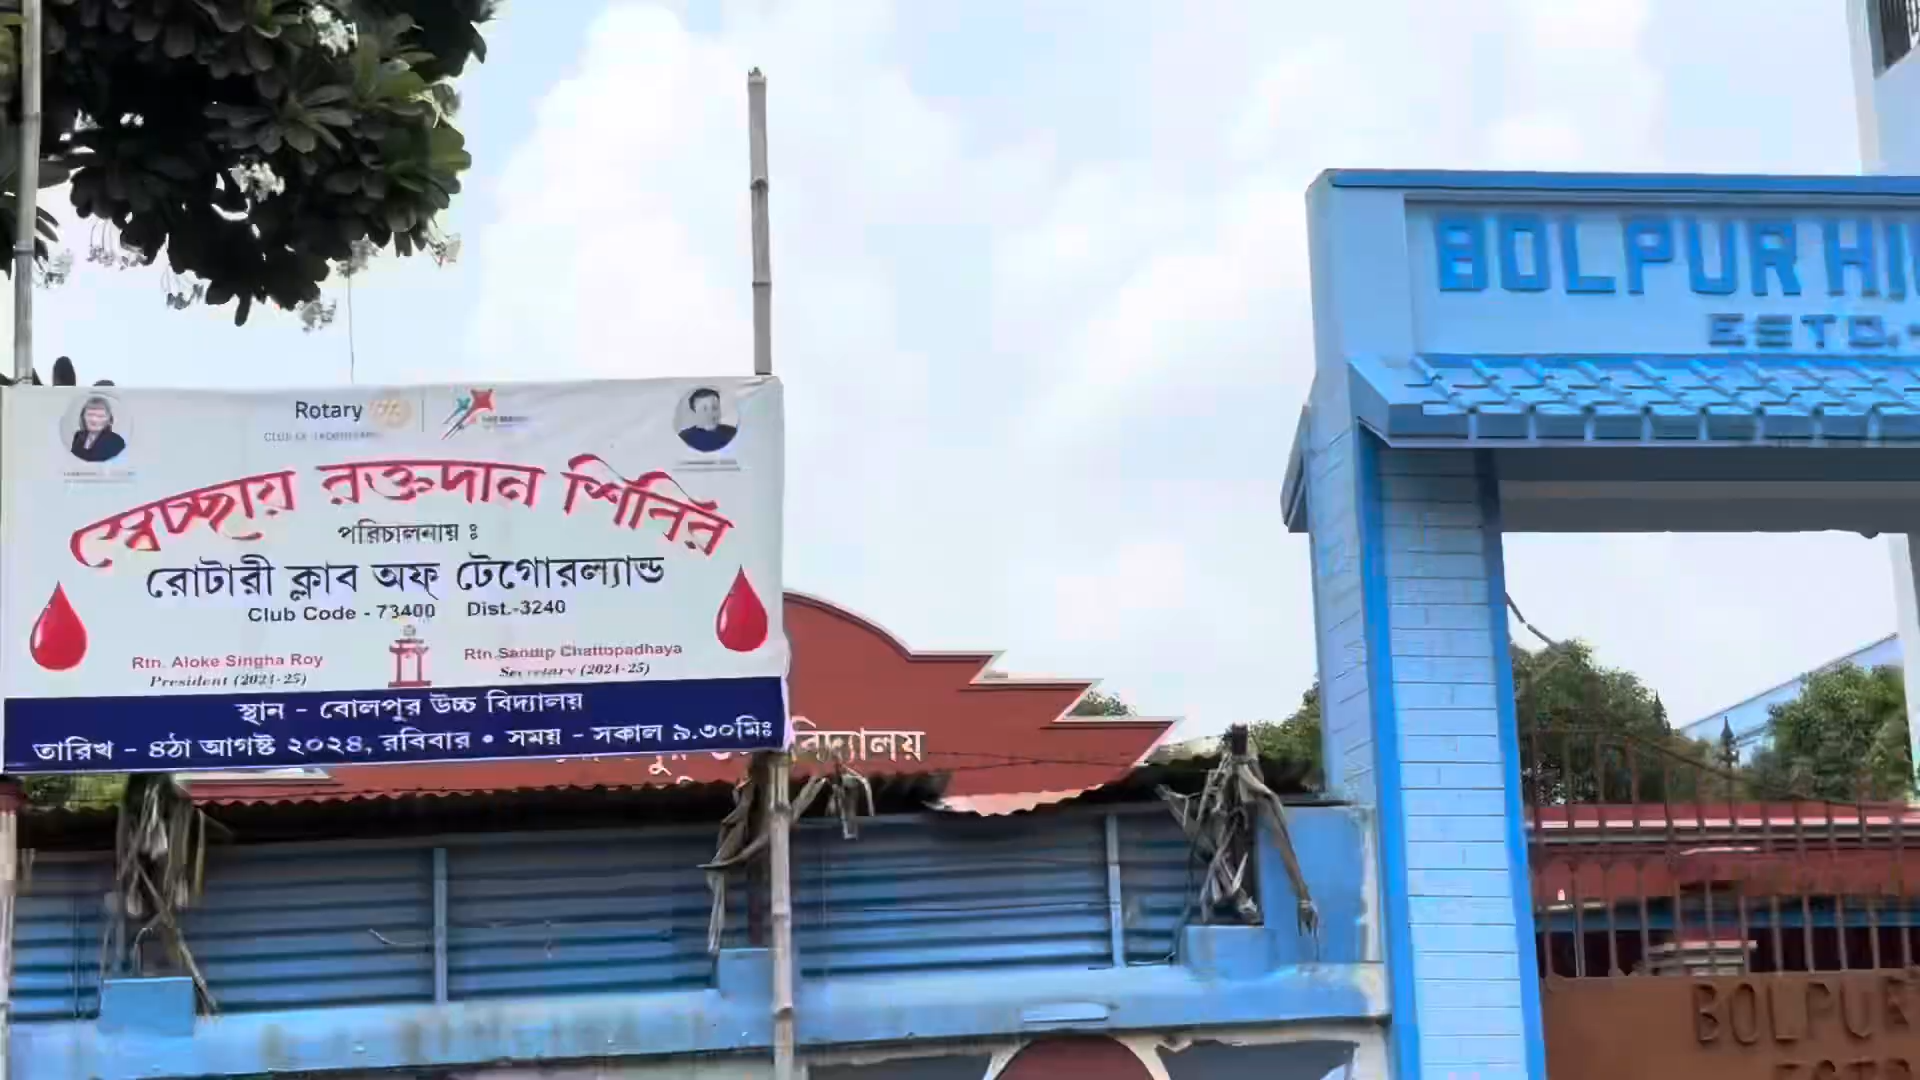 Rotary
স্বেচ্ছায় রক্তদান শিবির
পরিচালনায় ঃ
রোটারী ক্লাব অফ্ টেগোরল্যান্ড
Club Code - 73400 Dist.-3240
Rtn. Aloke Singha Roy
President (2024-25)
Rtn. Sandip Chattopadhaya
Secretary (2024-25)
স্থান - বোলপুর উচ্চ বিদ্যালয়
তারিখ - ৪ঠা আগষ্ট ২০২৪, রবিবার • সময় - সকাল ৯.৩০মিঃ
বিদ্যালয়
BOLPUR HI
ESTD.-
BOLPUR
ESTD